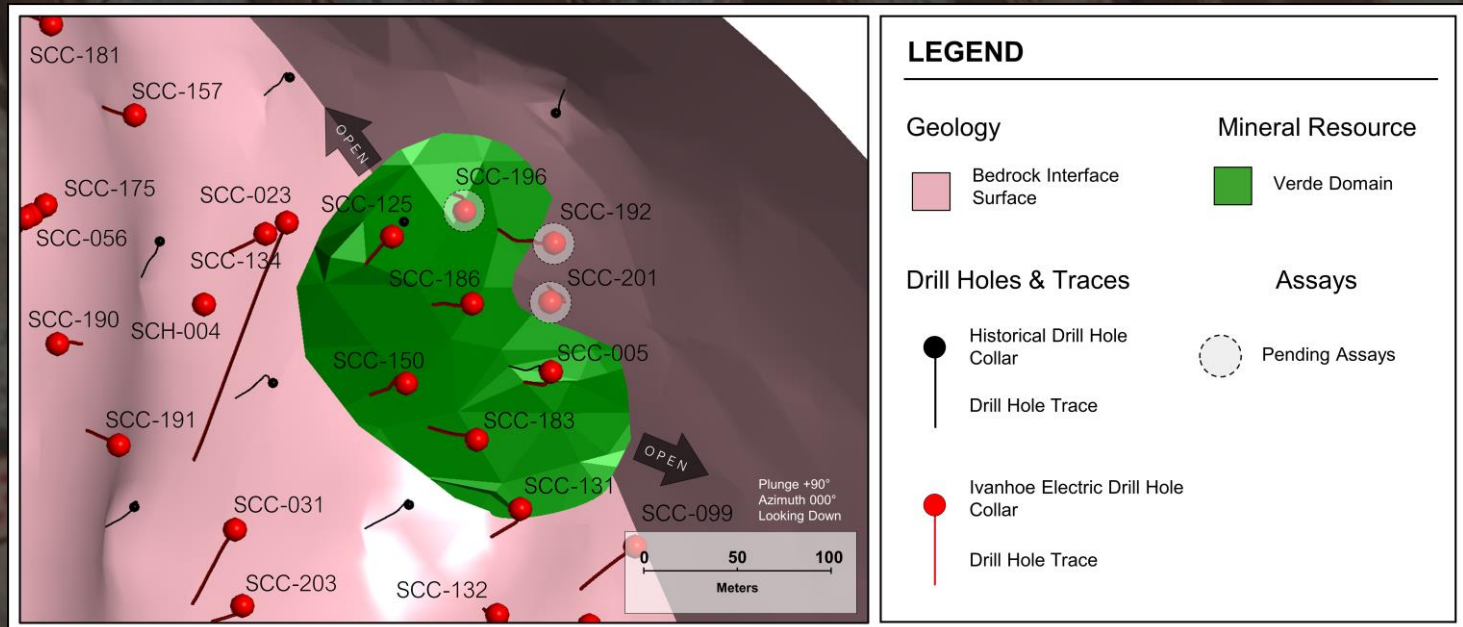 SCC-181
SCC-157
OPEN
SCC-175
SCC-023
SCC-196
SCC-125
SCC-192
SCC-056
SCC-134
SCC-186
SCC-201
SCH-004
SCC-190
SCC-150
SCC-005
SCC-191
SCC-183
OPEN
SCC-131
Plunge +90°
Azimuth 000°
Looking Down
SCC-031
SCC-099
0 50 100
Meters
SCC-203
SCC-132
LEGEND
Geology
Bedrock Interface
Surface
Mineral Resource
Verde Domain
Drill Holes & Traces
Historical Drill Hole
Collar
Drill Hole Trace
Ivanhoe Electric Drill Hole
Collar
Drill Hole Trace
Assays
Pending Assays